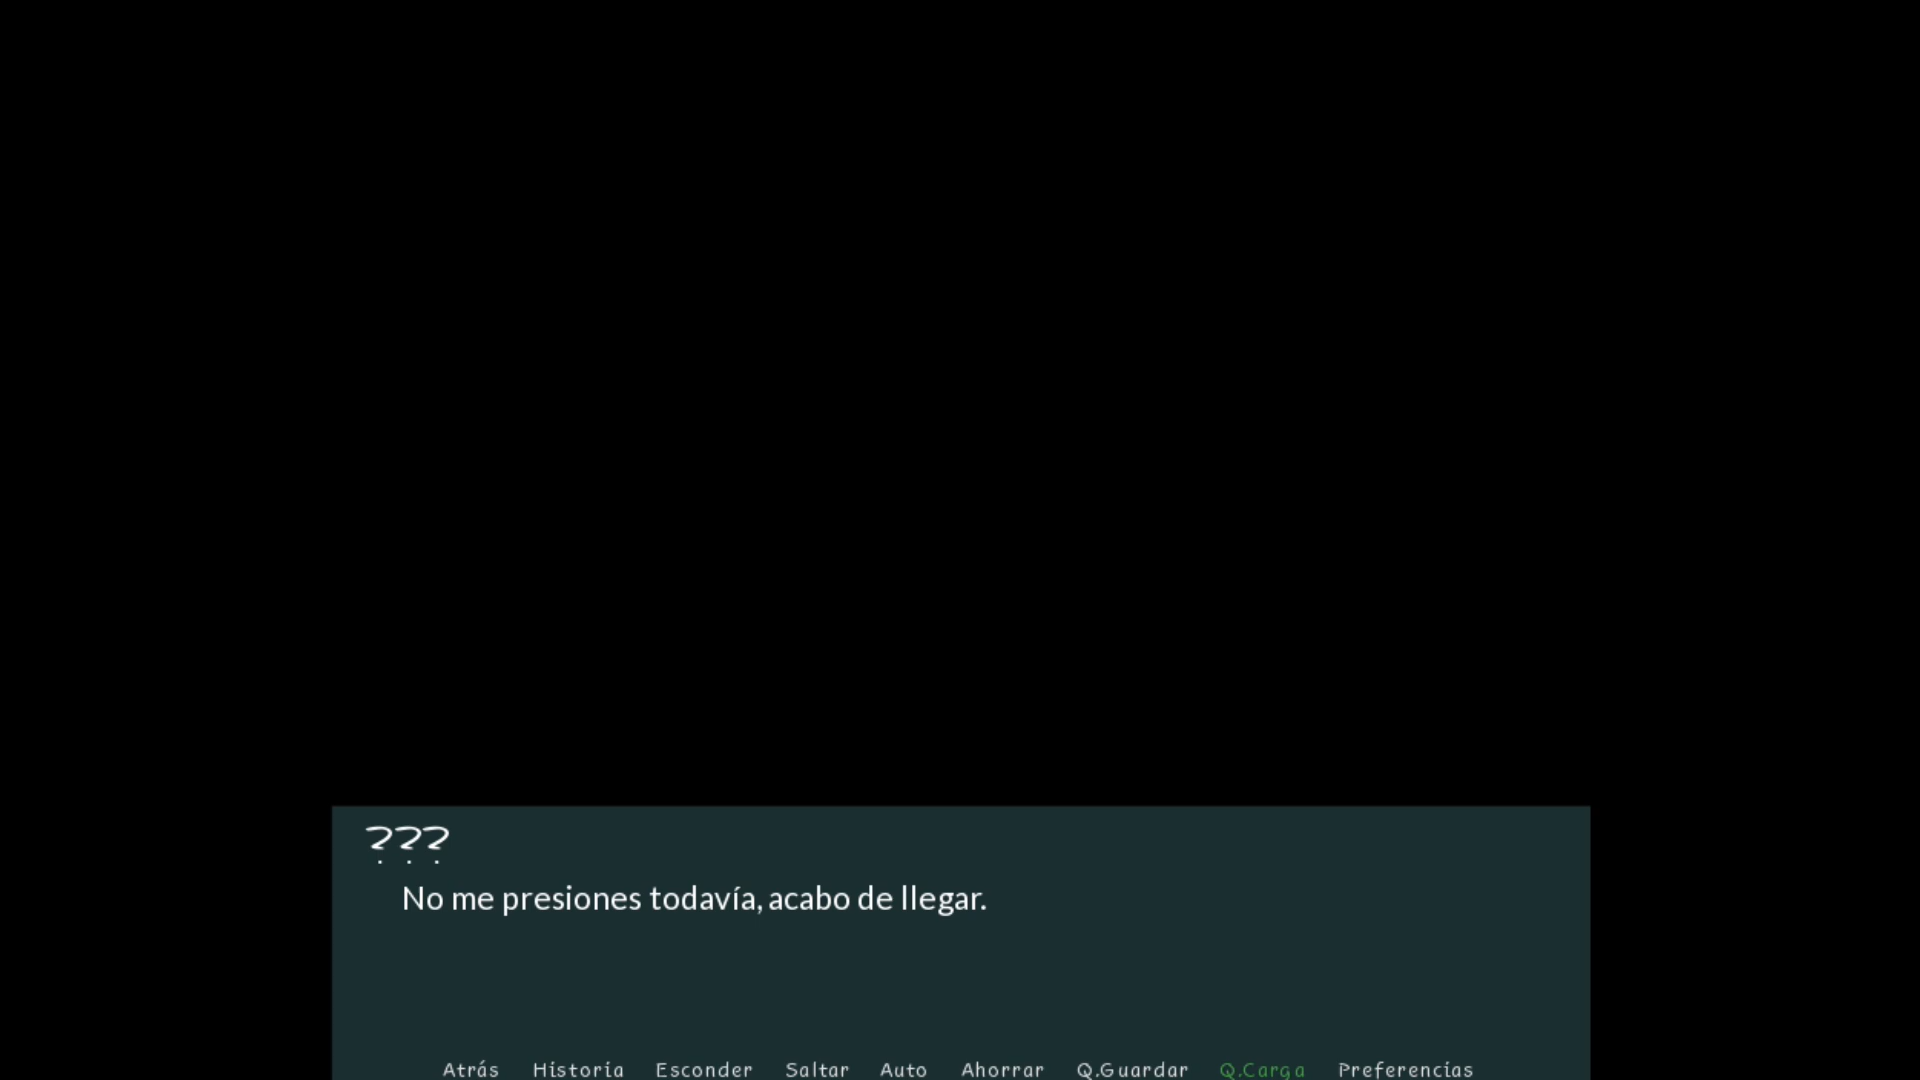 ???
No me presiones todavía, acabo de llegar.
Atrás Historia Esconder Saltar Auto Ahorrar Q.Guardar Q.Carga Preferencias